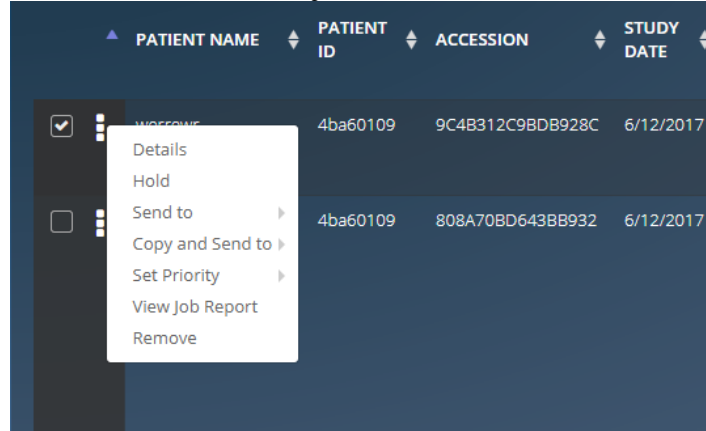 PATIENT NAME
PATIENT
ID
ACCESSION
STUDY
DATE
4ba60109
9C4B312C9BDB928C
6/12/2017
Details
Hold
Send to
Copy and Send to
Set Priority
View Job Report
Remove
4ba60109
808A70BD643BB932
6/12/2017